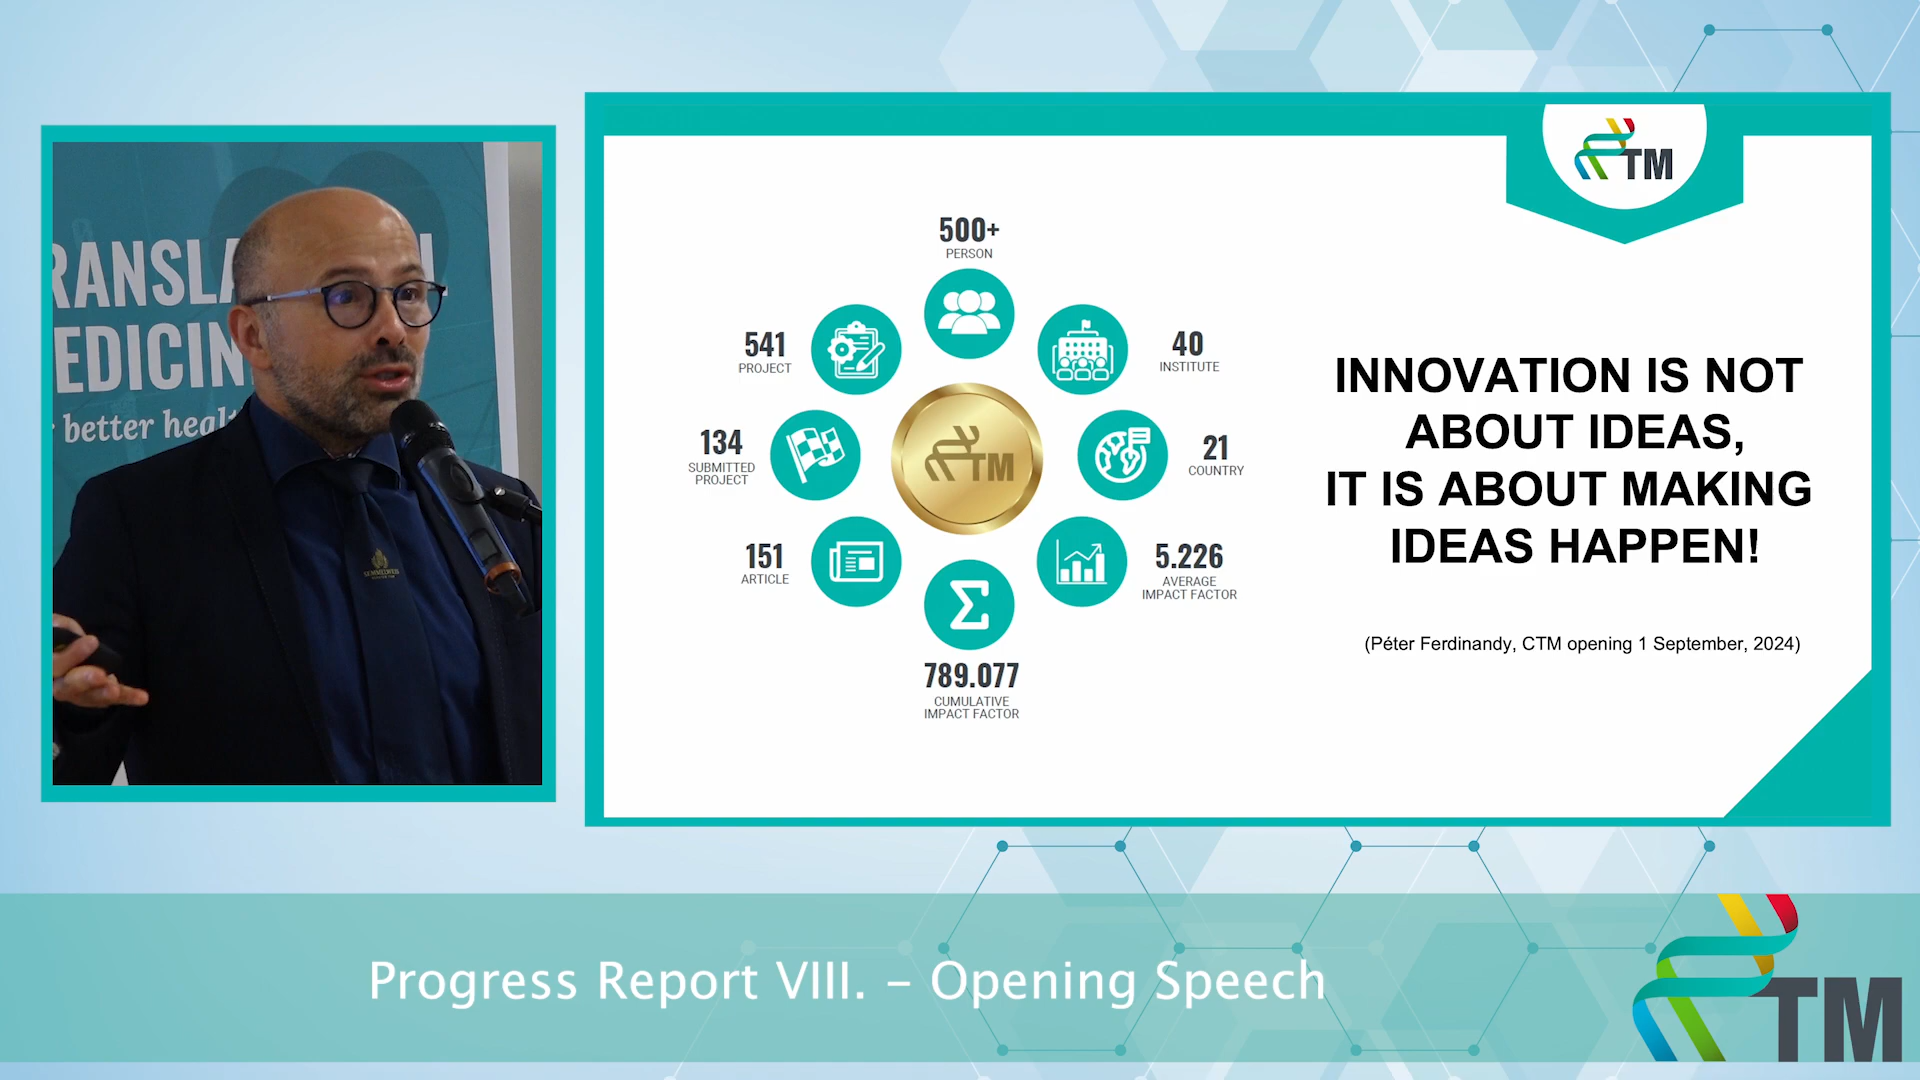 RANSLA
EDICIN
better heal
TM
500+
PERSON
541
PROJECT
40
INSTITUTE
134
SUBMITTED
PROJECT
TM
21
COUNTRY
151
ARTICLE
5.226
AVERAGE
IMPACT FACTOR
789.077
CUMULATIVE
IMPACT FACTOR
INNOVATION IS NOT
ABOUT IDEAS,
IT IS ABOUT MAKING
IDEAS HAPPEN!
(Péter Ferdinandy, CTM opening 1 September, 2024)
Progress Report VIII. – Opening Speech
TM